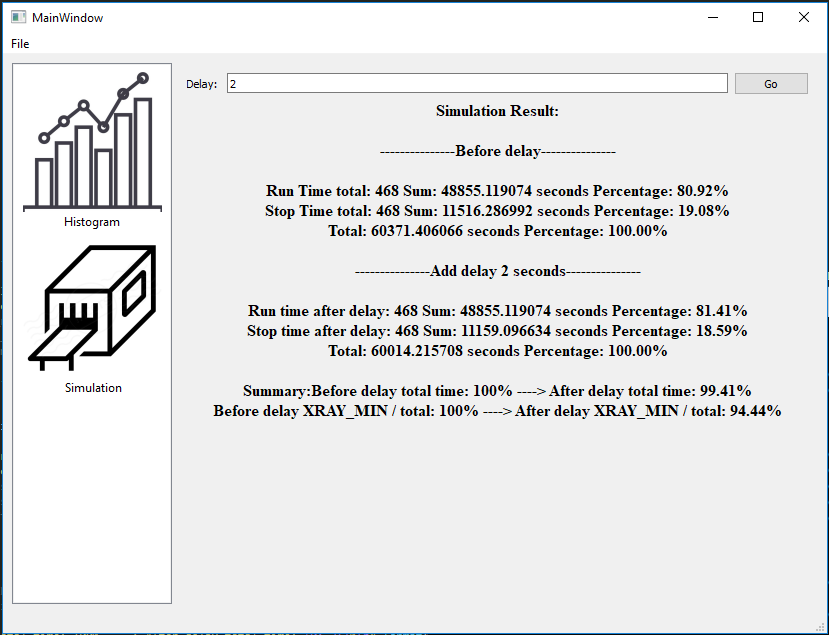 MainWindow
File
Delay: 2 Go
Histogram
Simulation
Simulation Result:
---------------Before delay---------------
Run Time total: 468 Sum: 48855.119074 seconds Percentage: 80.92%
Stop Time total: 468 Sum: 11516.286992 seconds Percentage: 19.08%
Total: 60371.406066 seconds Percentage: 100.00%
---------------Add delay 2 seconds---------------
Run time after delay: 468 Sum: 48855.119074 seconds Percentage: 81.41%
Stop time after delay: 468 Sum: 11159.096634 seconds Percentage: 18.59%
Total: 60014.215708 seconds Percentage: 100.00%
Summary:Before delay total time: 100% ----> After delay total time: 99.41%
Before delay XRAY_MIN / total: 100% ----> After delay XRAY_MIN / total: 94.44%